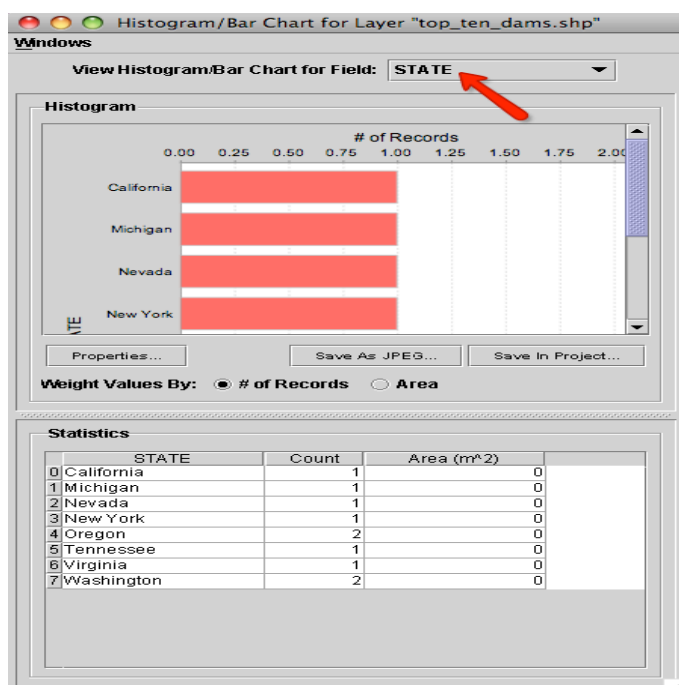 Histogram/Bar Chart for Layer "top_ten_dams.shp"
Windows
View Histogram/Bar Chart for Field: STATE
Histogram
# of Records
0.00 0.25 0.50 0.75 1.00 1.25 1.50 1.75
California
Michigan
Nevada
New York
Properties... Save As JPEG... Save In Project...
Weight Values By: # of Records Area
Statistics
STATE Count Area (m^2)
0 California 1 0
1 Michigan 1 0
2 Nevada 1 0
3 New York 1 0
4 Oregon 2 0
5 Tennessee 1 0
6 Virginia 1 0
7 Washington 2 0